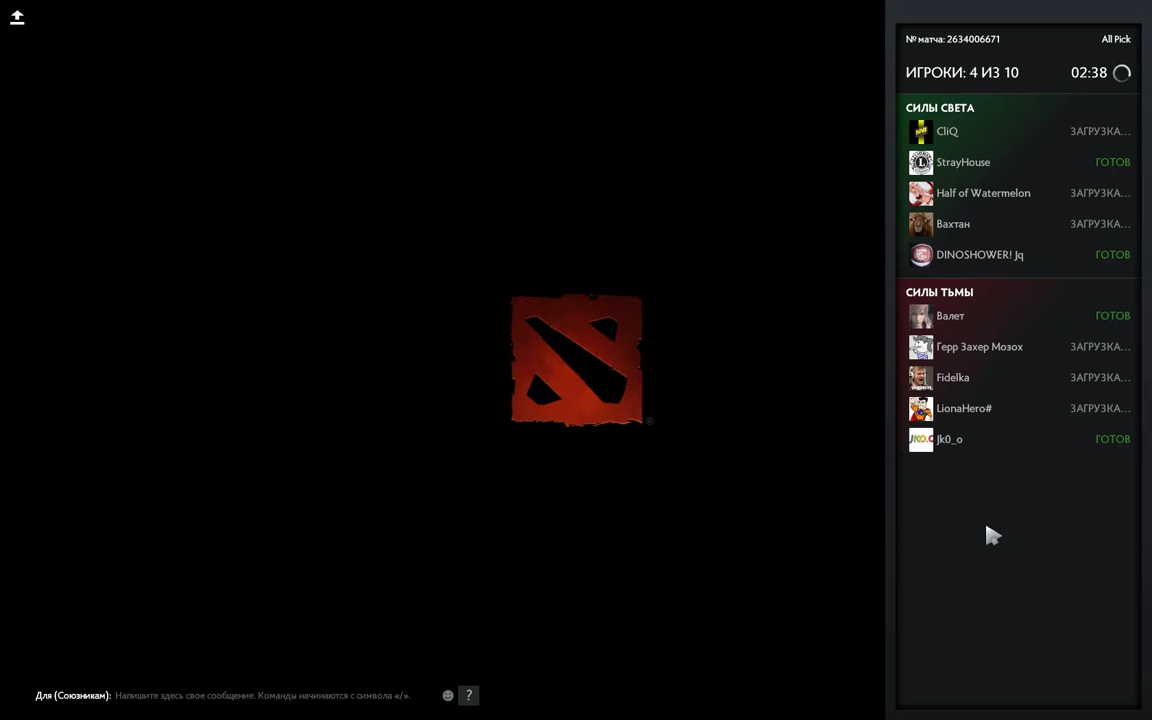 № матча: 2634006671 All Pick
ИГРОКИ: 4 ИЗ 10 02:38
СИЛЫ СВЕТА
CliQ ЗАГРУЗКА...
StrayHouse ГОТОВ
Half of Watermelon ЗАГРУЗКА...
Вахтан ЗАГРУЗКА...
DINOSHOWER! Jq ГОТОВ
СИЛЫ ТЬМЫ
Валет ГОТОВ
Герр Захер Мозох ЗАГРУЗКА...
Fidelka ЗАГРУЗКА...
LionaHero# ЗАГРУЗКА...
Jk0_o ГОТОВ
Для (Союзникам): Напишите здесь свое сообщение. Команды начинаются с символа «/». ?